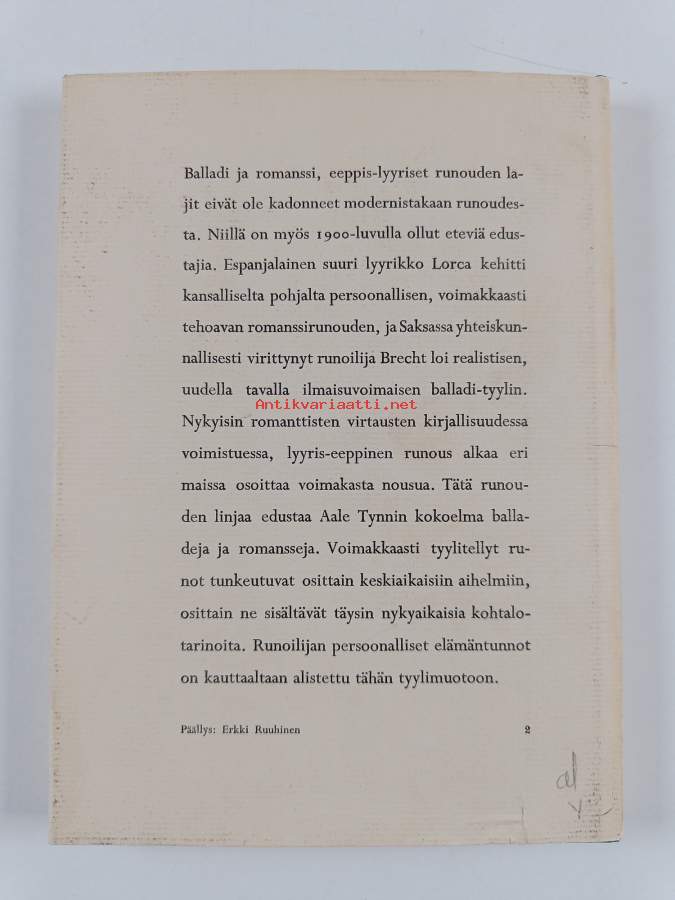 Balladi ja romanssi, eeppis-lyyriset runouden la-
jit eivät ole kadonneet modernistakaan runoudes-
ta. Niillä on myös 1900-luvulla ollut eteviä edus-
tajia. Espanjalainen suuri lyyrikko Lorca kehitti
kansalliselta pohjalta persoonallisen, voimakkaasti
tehoavan romanssirunouden, ja Saksassa yhteiskun-
nallisesti virittynyt runoilija Brecht loi realistisen,
uudella tavalla ilmaisuvoimaisen balladi-tyylin.
Antikvariaatti.net
Nykyisin romanttisten virtausten kirjallisuudessa
voimistuessa, lyyris-eeppinen runous alkaa eri
maissa osoittaa voimakasta nousua. Tätä runou-
den linjaa edustaa Aale Tynnin kokoelma balla-
deja ja romansseja. Voimakkaasti tyylitellyt ru-
not tunkeutuvat osittain keskiaikaisiin aihelmiin,
osittain ne sisältävät täysin nykyaikaisia kohtalo-
tarinoita. Runoilijan persoonalliset elämäntunnot
on kauttaaltaan alistettu tähän tyylimuotoon.
Päällys: Erkki Ruuhinen 2